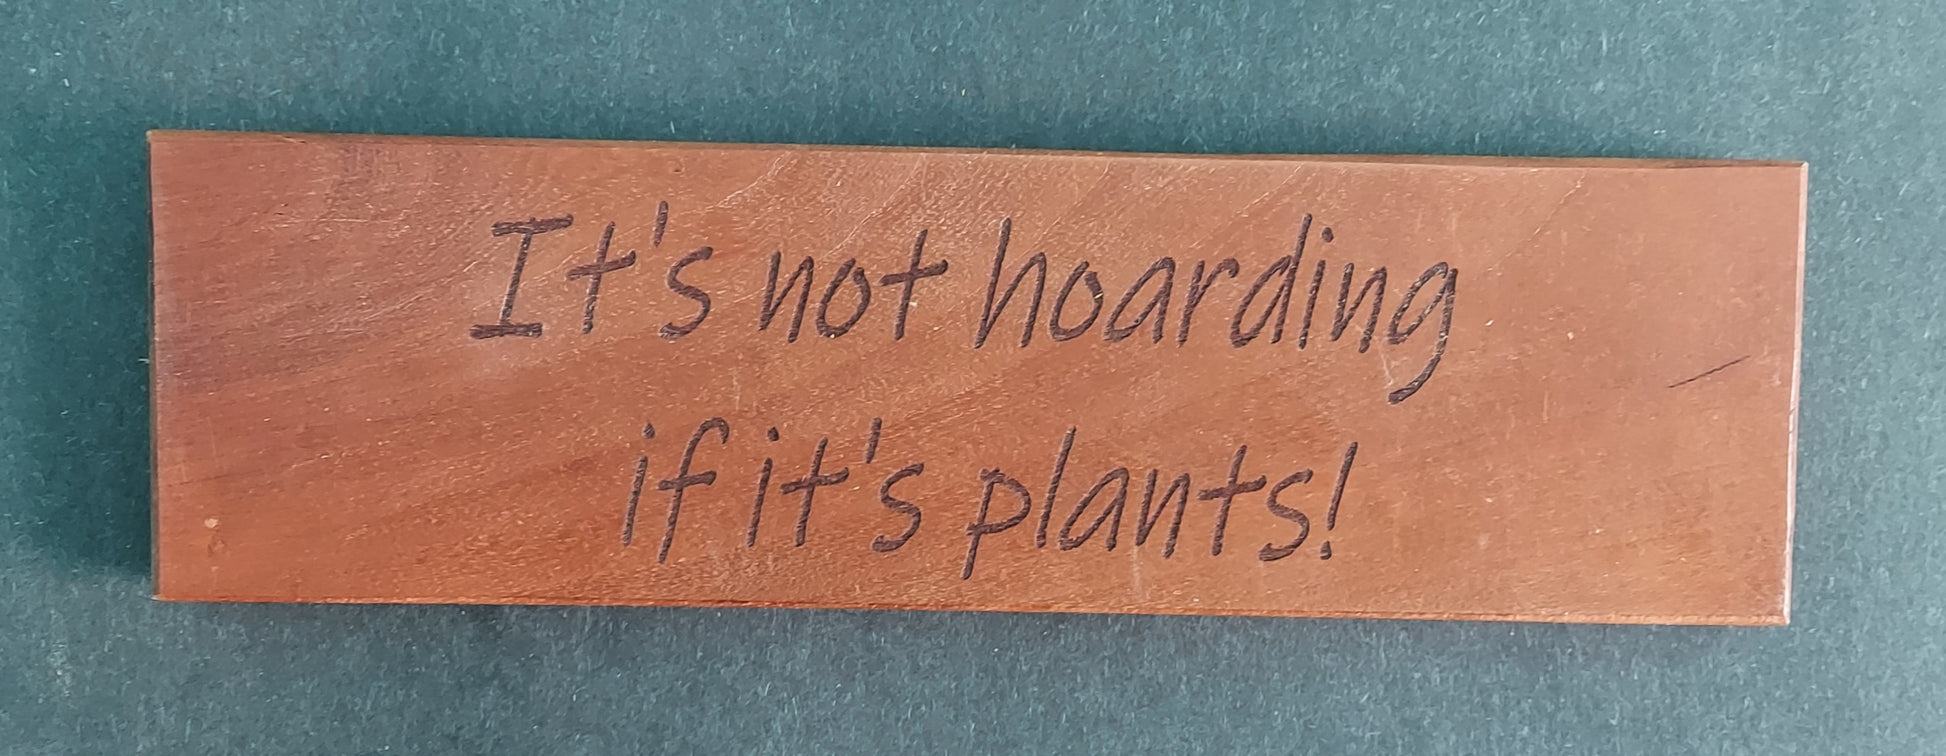 It's not hoarding
if it's plants!